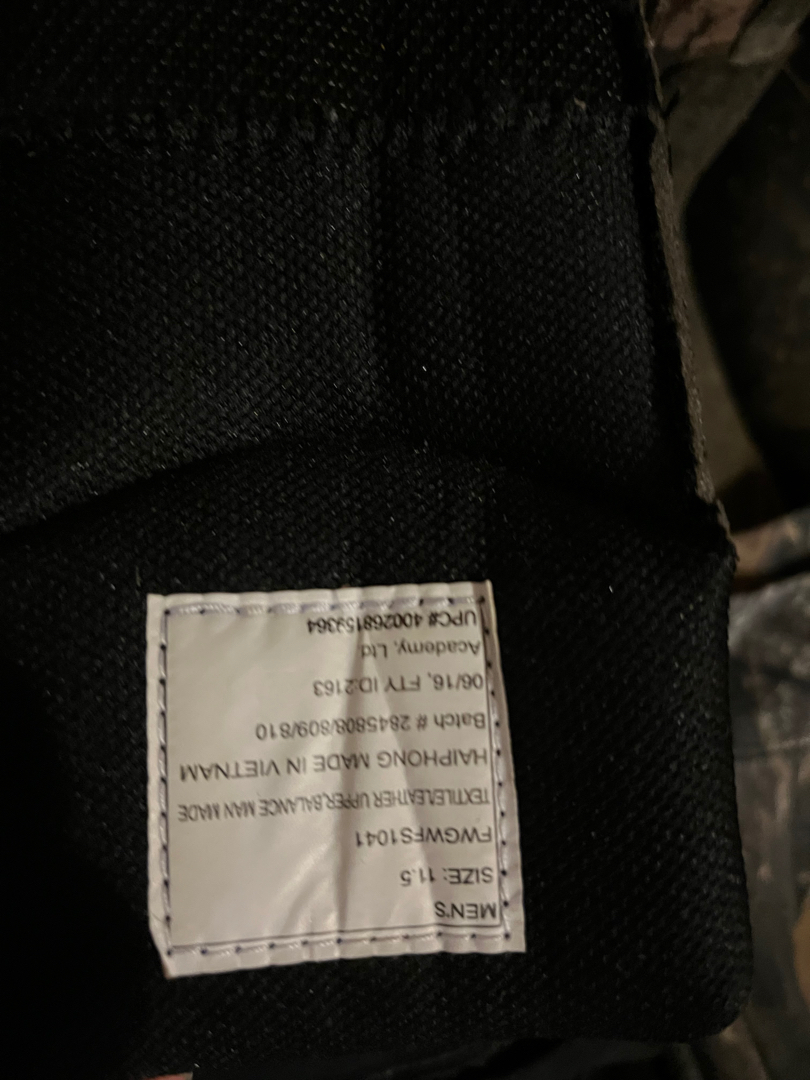 MEN'S
SIZE: 11.5
FWGWFS1041
TEXTILE/LEATHER UPPER,BALANCE MAN MADE
HAIPHONG MADE IN VIETNAM
Batch # 2845808/809/810
06/16, FTY ID:2163
Academy, Ltd
UPC# 400268159364